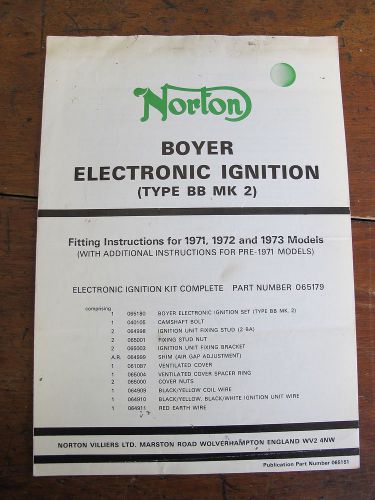 Norton
BOYER
ELECTRONIC IGNITION
(TYPE BB MK 2)
Fitting Instructions for 1971, 1972 and 1973 Models
(WITH ADDITIONAL INSTRUCTIONS FOR PRE-1971 MODELS)
ELECTRONIC IGNITION KIT COMPLETE PART NUMBER 065179
comprising
1 065180 BOYER ELECTRONIC IGNITION SET (TYPE BB MK. 2)
1 040105 CAMSHAFT BOLT
2 064998 IGNITION UNIT FIXING STUD (2 BA)
2 065001 FIXING STUD NUT
2 065003 IGNITION UNIT FIXING BRACKET
A.R. 064999 SHIM (AIR GAP ADJUSTMENT)
1 061087 VENTILATED COVER
1 065004 VENTILATED COVER SPACER RING
2 065000 COVER NUTS
1 064909 BLACK/YELLOW COIL WIRE
1 064910 BLACK/YELLOW, BLACK/WHITE IGNITION UNIT WIRE
1 064911 RED EARTH WIRE
NORTON VILLIERS LTD. MARSTON ROAD WOLVERHAMPTON ENGLAND WV2 4NW
Publication Part Number 065151